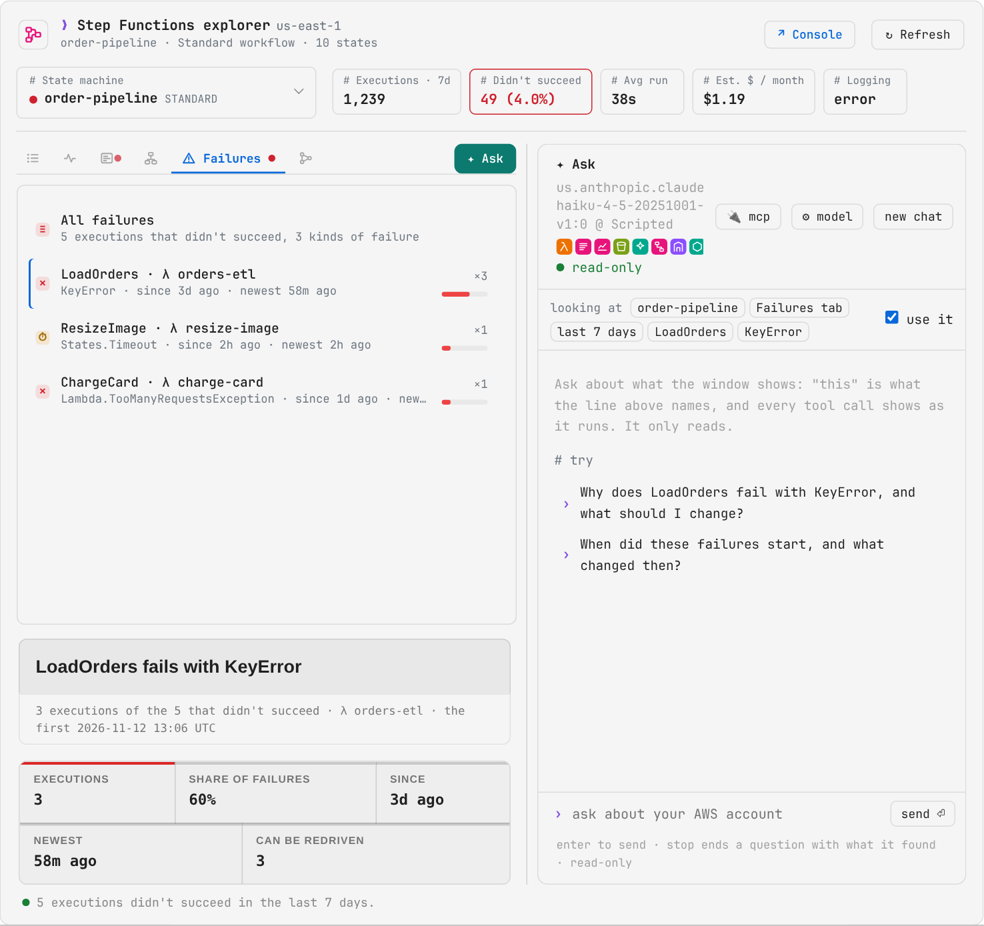 Step Functions explorer us-east-1
order-pipeline · Standard workflow · 10 states
↗ Console
↻ Refresh
# State machine
order-pipeline STANDARD
# Executions · 7d
1,239
# Didn't succeed
49 (4.0%)
# Avg run
38s
# Est. $ / month
$1.19
# Logging
error
Failures
✦ Ask
All failures
5 executions that didn't succeed, 3 kinds of failure
LoadOrders · λ orders-etl
KeyError · since 3d ago · newest 58m ago
×3
ResizeImage · λ resize-image
States.Timeout · since 2h ago · newest 2h ago
×1
ChargeCard · λ charge-card
Lambda.TooManyRequestsException · since 1d ago · new…
×1
LoadOrders fails with KeyError
3 executions of the 5 that didn't succeed · λ orders-etl · the
first 2026-11-12 13:06 UTC
EXECUTIONS
3
SHARE OF FAILURES
60%
SINCE
3d ago
NEWEST
58m ago
CAN BE REDRIVEN
3
5 executions didn't succeed in the last 7 days.
✦ Ask
us.anthropic.claude
haiku-4-5-20251001-
v1:0 @ Scripted
read-only
mcp
model
new chat
looking at order-pipeline Failures tab
last 7 days LoadOrders KeyError
use it
Ask about what the window shows: "this" is what
the line above names, and every tool call shows as
it runs. It only reads.
# try
› Why does LoadOrders fail with KeyError, and
what should I change?
› When did these failures start, and what
changed then?
› ask about your AWS account
send ⏎
enter to send · stop ends a question with what it found
· read-only